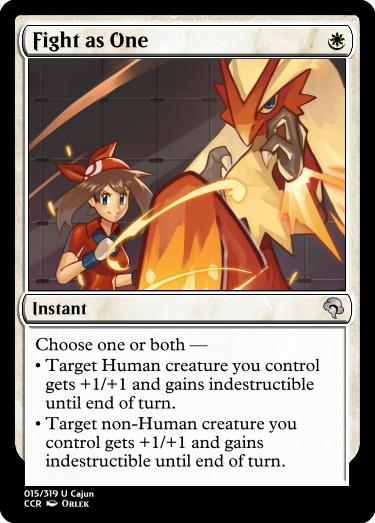 Fight as One
Instant
Choose one or both —
• Target Human creature you control
gets +1/+1 and gains indestructible
until end of turn.
• Target non-Human creature you
control gets +1/+1 and gains
indestructible until end of turn.
015/319 U Cajun
CCR ORLEK